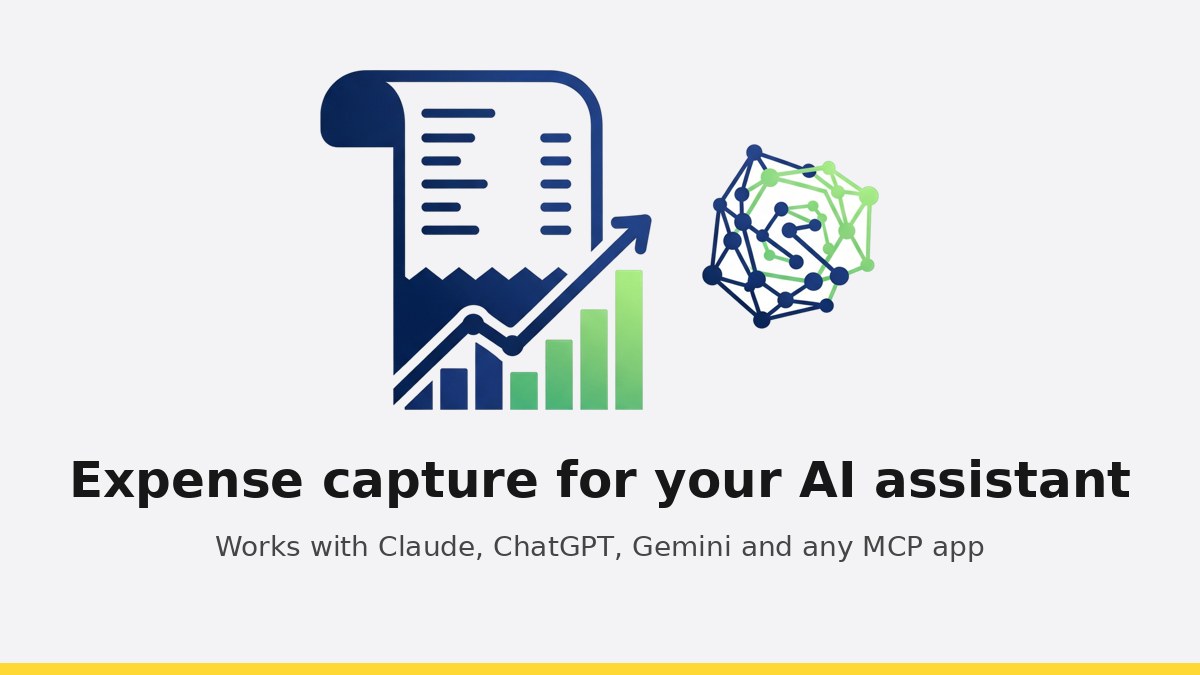 Expense capture for your AI assistant
Works with Claude, ChatGPT, Gemini and any MCP app